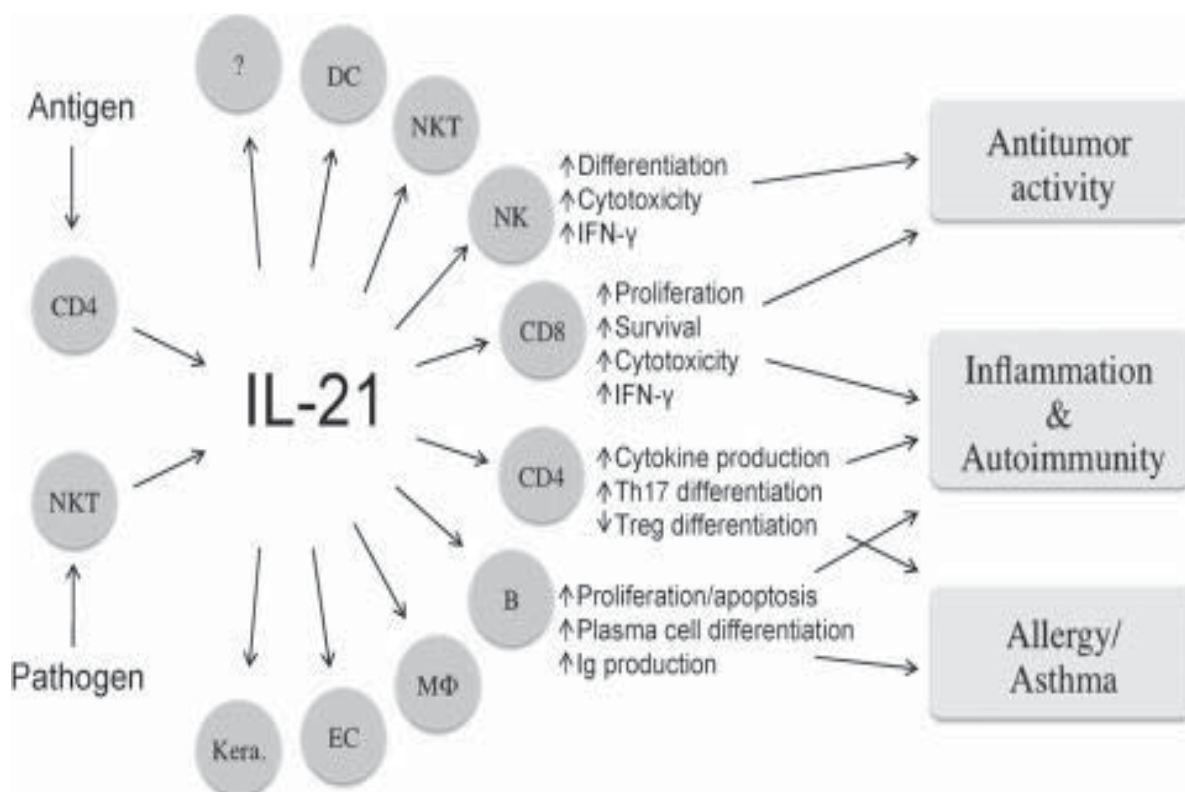 ?
DC
NKT
NK
↑Differentiation
↑Cytotoxicity
↑IFN-γ
Antigen
CD4
NKT
Pathogen
IL-21
CD8
↑Proliferation
↑Survival
↑Cytotoxicity
↑IFN-γ
CD4
↑Cytokine production
↑Th17 differentiation
↓Treg differentiation
B
↑Proliferation/apoptosis
↑Plasma cell differentiation
↑Ig production
MΦ
EC
Kera.
Antitumor
activity
Inflammation
&
Autoimmunity
Allergy/
Asthma